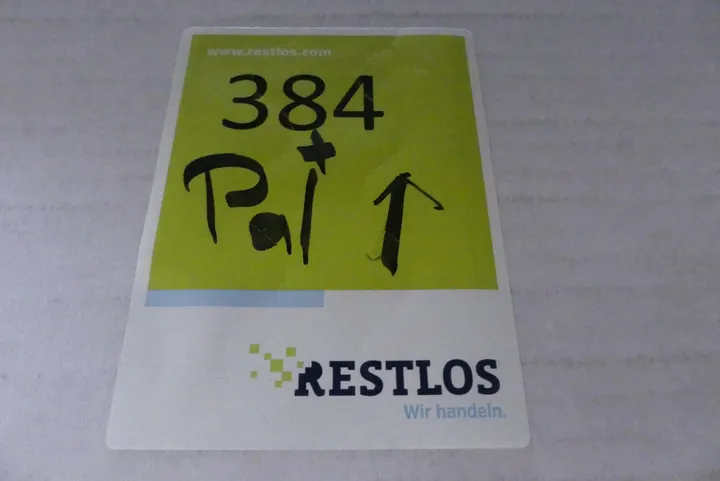 www.restlos.com
384
+
Pal ↑
RESTLOS
Wir handeln.